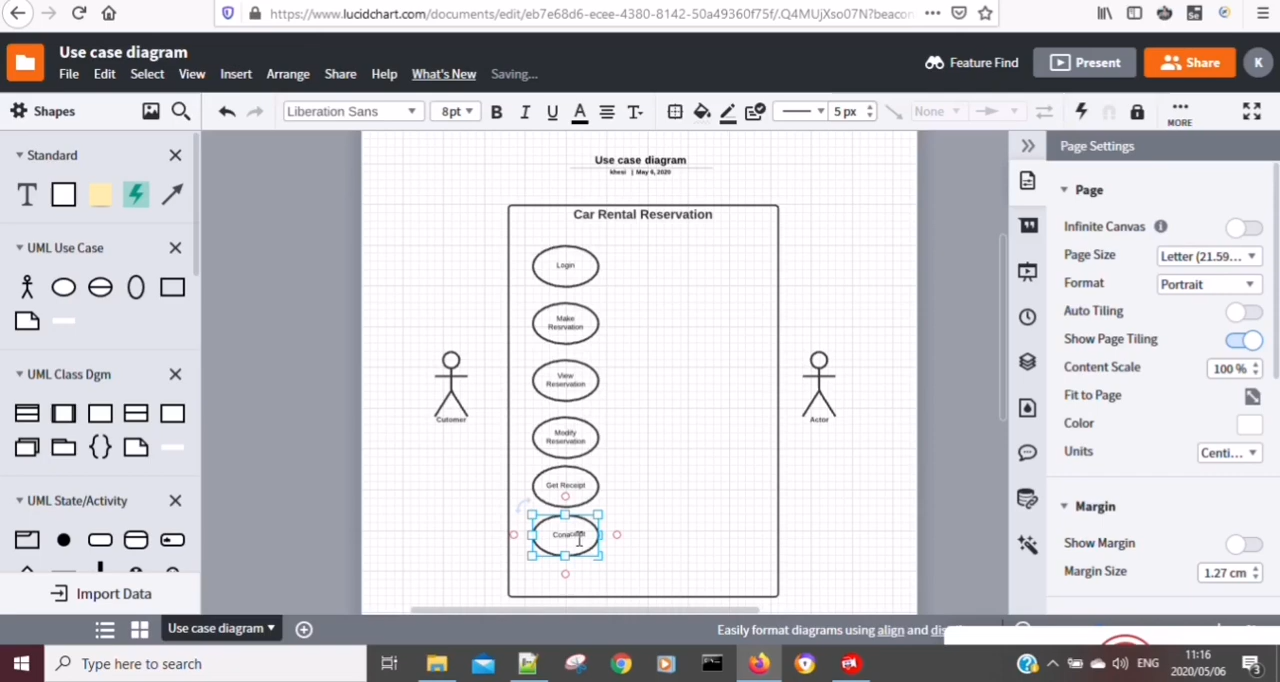 https://www.lucidchart.com/documents/edit/eb7e68d6-ecee-4380-8142-50a49360f75f/.Q4MUjXso07N?beacon
Use case diagram
File Edit Select View Insert Arrange Share Help What's New Saving...
Feature Find
Present
Share
K
Shapes
Liberation Sans
8pt
B I U A
5 px
None
MORE
Standard
UML Use Case
UML Class Dgm
UML State/Activity
Import Data
Use case diagram
khosi | May 6, 2020
Car Rental Reservation
Login
Make
Resrvation
View
Reservation
Modify
Reservation
Get Receipt
Cutomer
Actor
Page Settings
Page
Infinite Canvas
Page Size Letter (21.59...
Format Portrait
Auto Tiling
Show Page Tiling
Content Scale 100 %
Fit to Page
Color
Units Centi...
Margin
Show Margin
Margin Size 1.27 cm
Use case diagram
Easily format diagrams using align and
Type here to search
ENG
11:16
2020/05/06
3